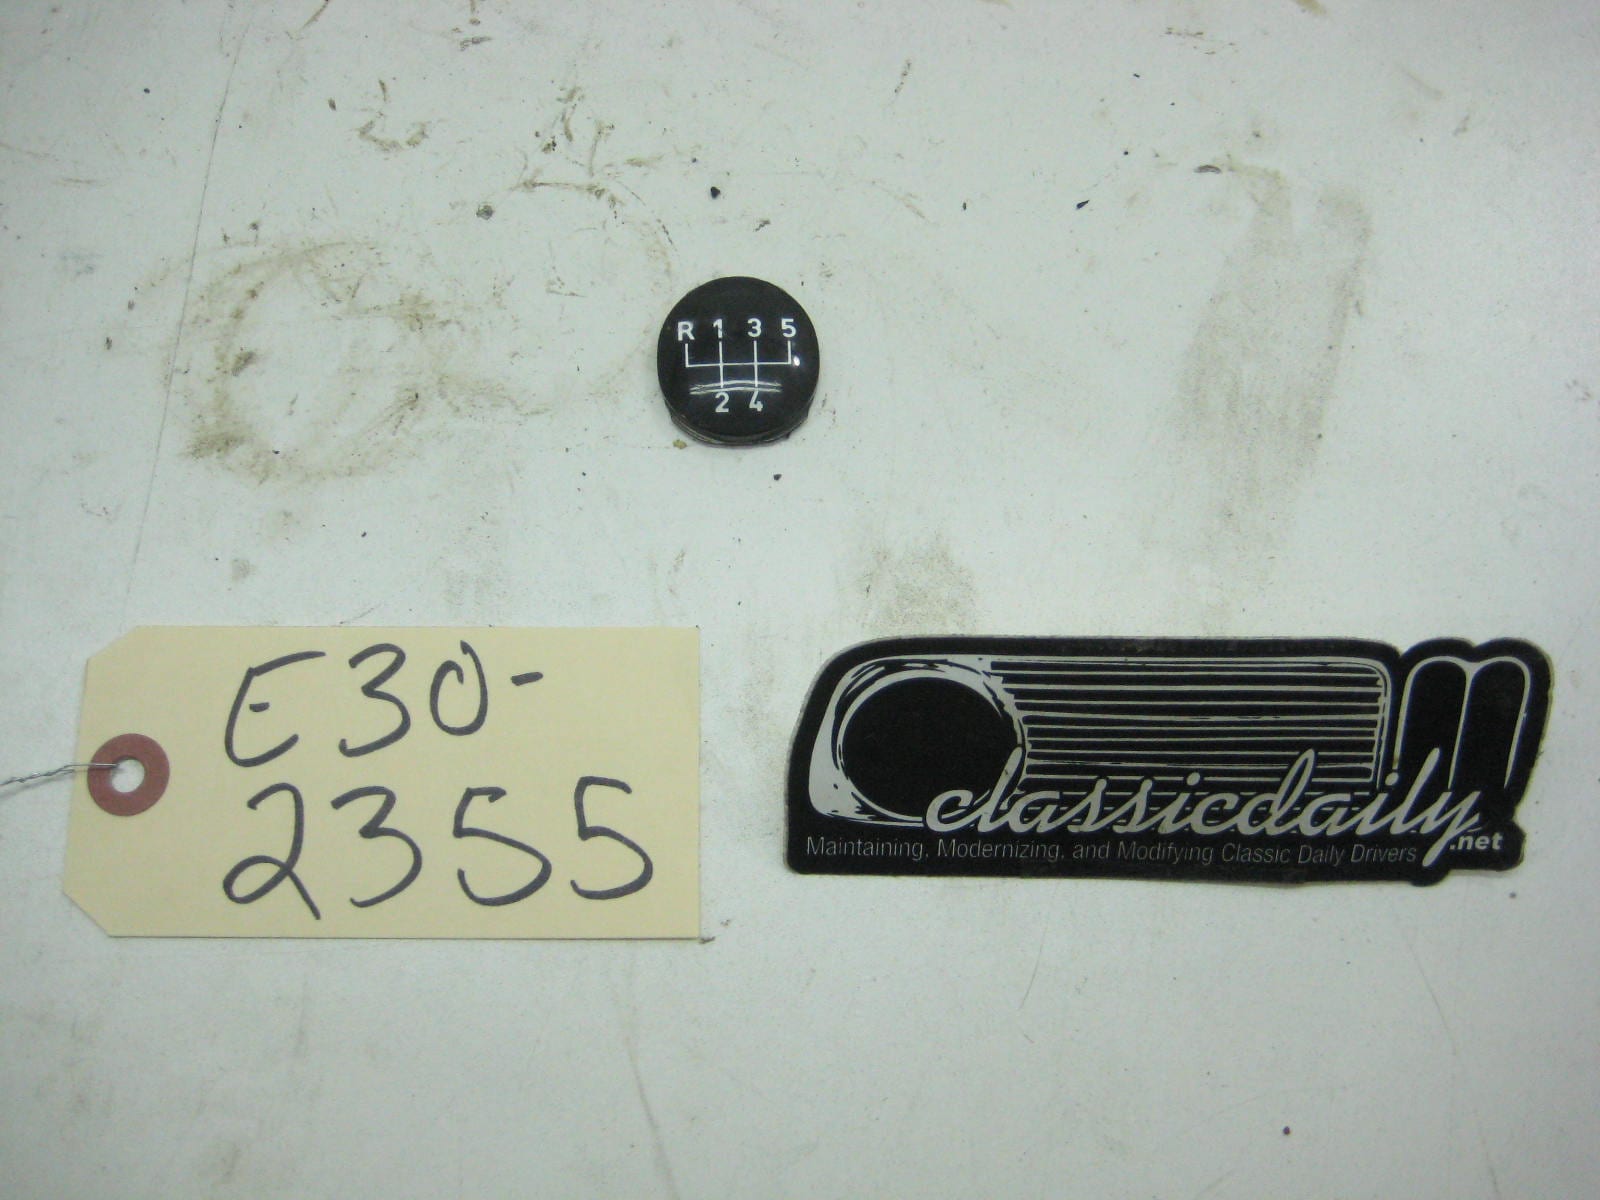 R 1 3 5
2 4
E30-
2355
classicdaily.net
Maintaining, Modernizing, and Modifying Classic Daily Drivers